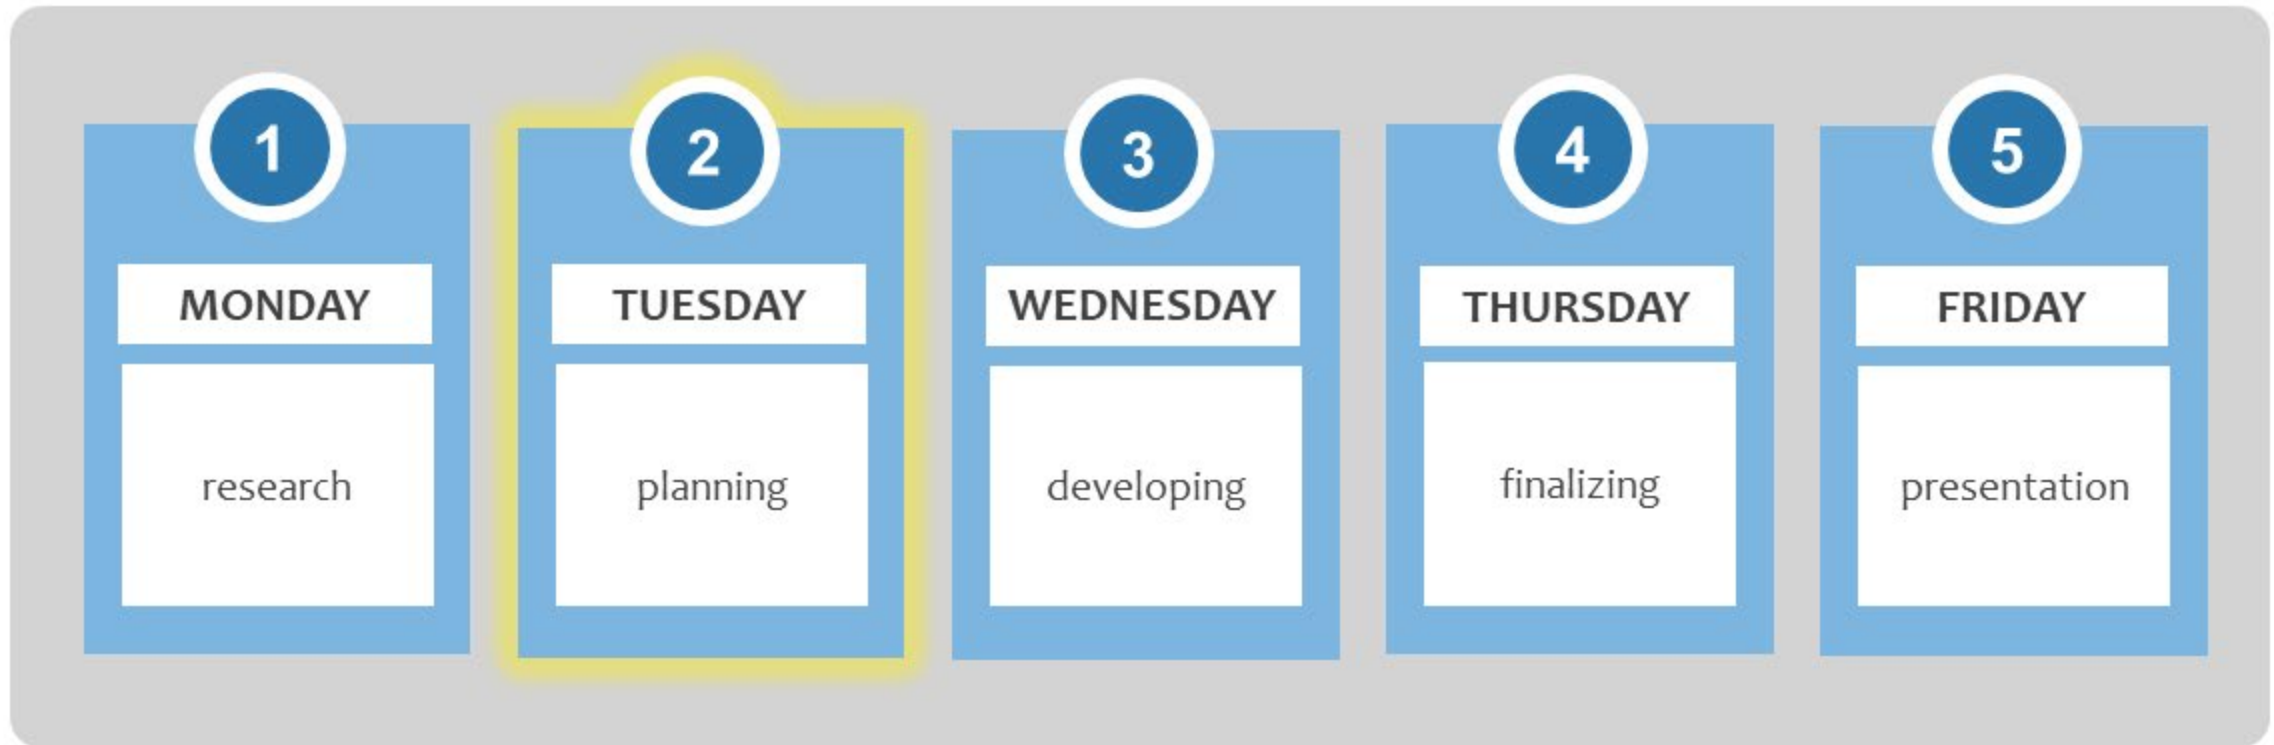 1
MONDAY
research
2
TUESDAY
planning
3
WEDNESDAY
developing
4
THURSDAY
finalizing
5
FRIDAY
presentation